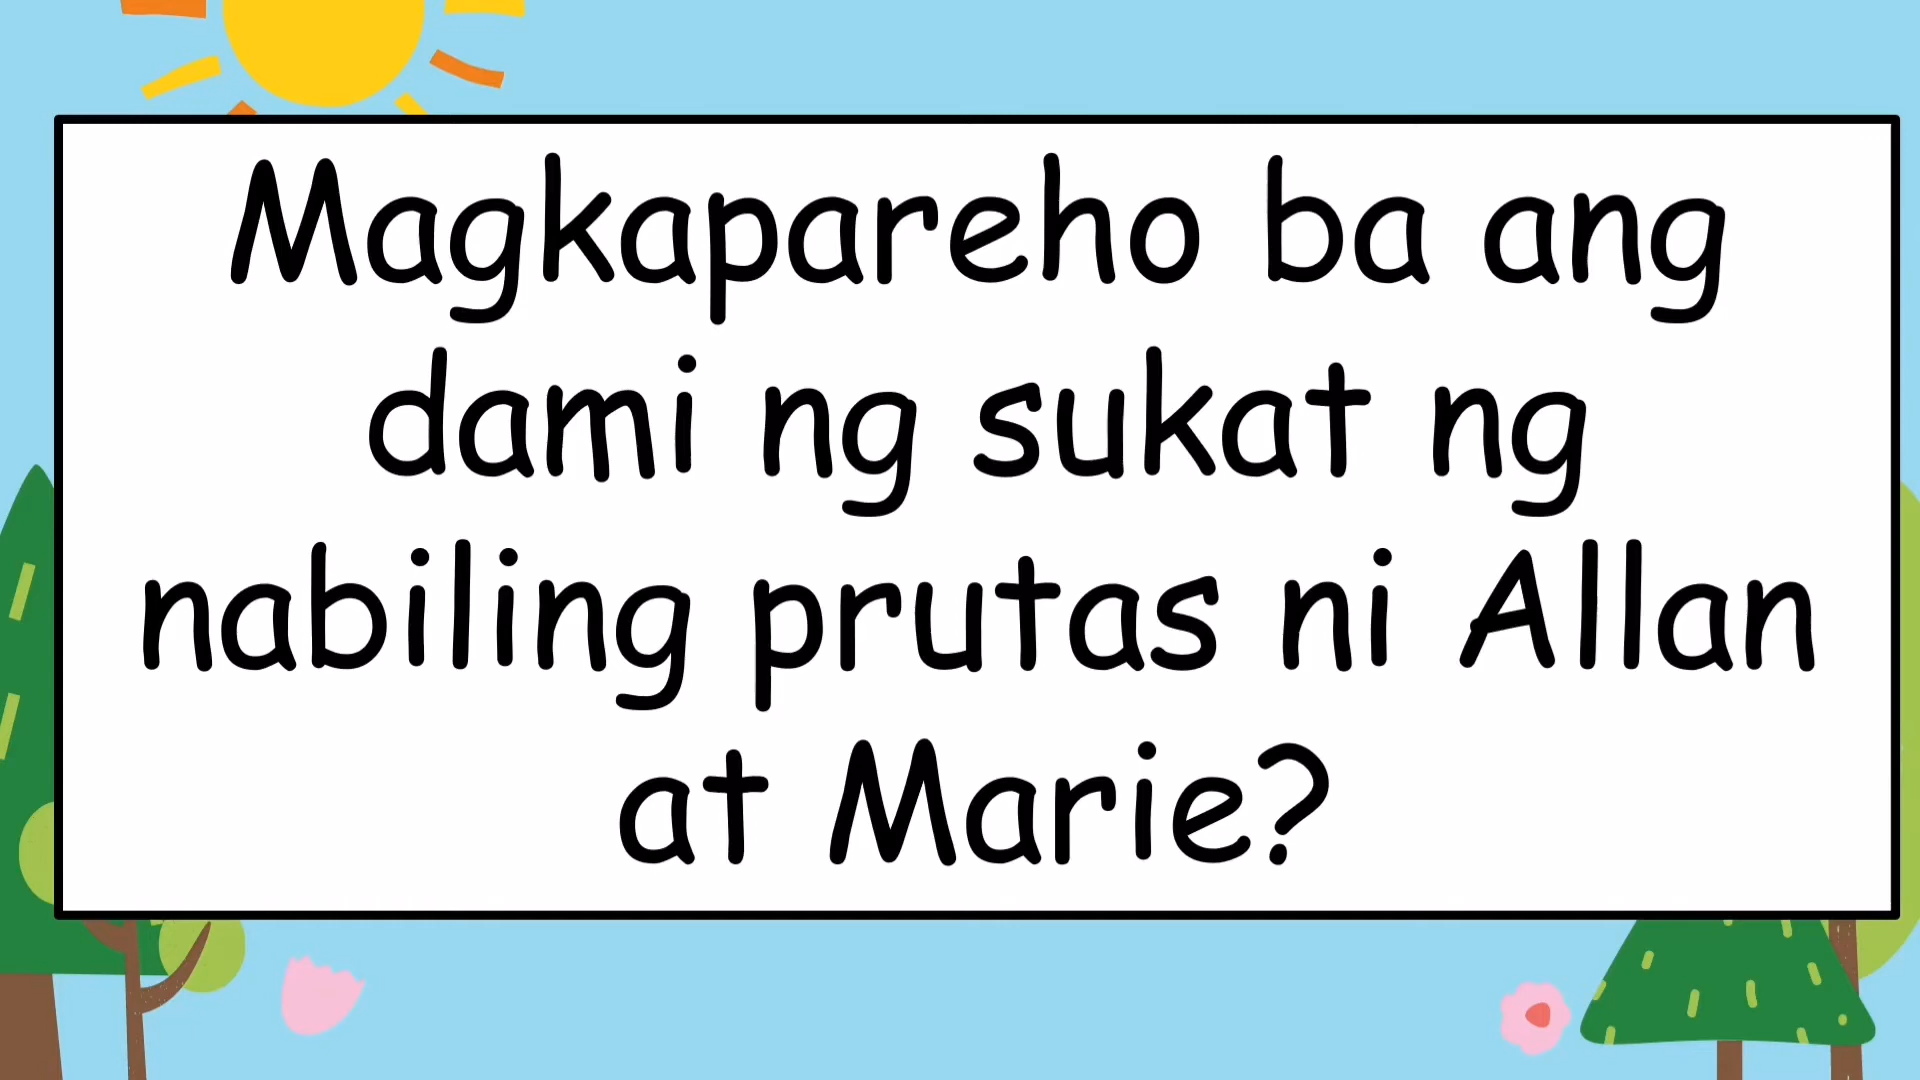 Magkapareho ba ang
dami ng sukat ng
nabiling prutas ni Allan
at Marie?